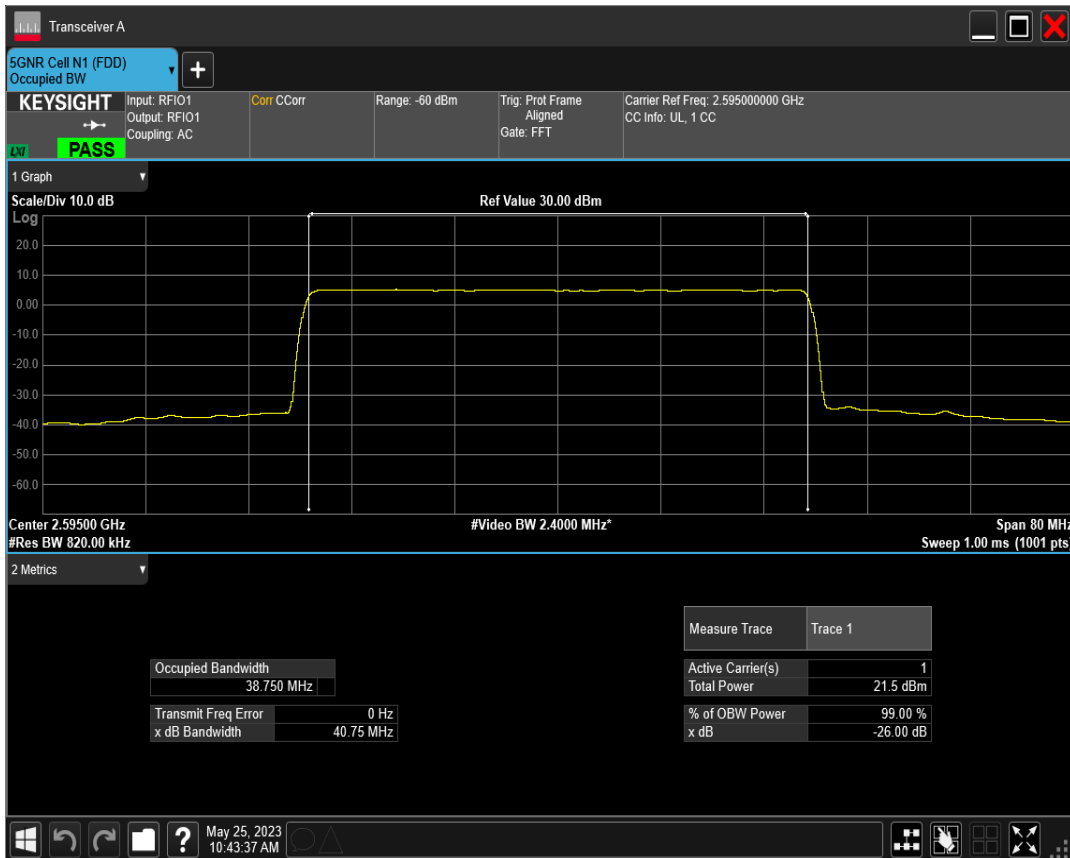 Transceiver A
5GNR Cell N1 (FDD)
Occupied BW
+
KEYSIGHT
LXI
PASS
Input: RFIO1
Output: RFIO1
Coupling: AC
Corr CCorr
Range: -60 dBm
Trig: Prot Frame
Aligned
Gate: FFT
Carrier Ref Freq: 2.595000000 GHz
CC Info: UL, 1 CC
1 Graph
Scale/Div 10.0 dB
Ref Value 30.00 dBm
Log
20.0
10.0
0.00
-10.0
-20.0
-30.0
-40.0
-50.0
-60.0
Center 2.59500 GHz
#Video BW 2.4000 MHz*
Span 80 MHz
#Res BW 820.00 kHz
Sweep 1.00 ms (1001 pts)
2 Metrics
Measure Trace Trace 1
Occupied Bandwidth
38.750 MHz
Active Carrier(s) 1
Total Power 21.5 dBm
Transmit Freq Error 0 Hz
x dB Bandwidth 40.75 MHz
% of OBW Power 99.00 %
x dB -26.00 dB
?
May 25, 2023
10:43:37 AM